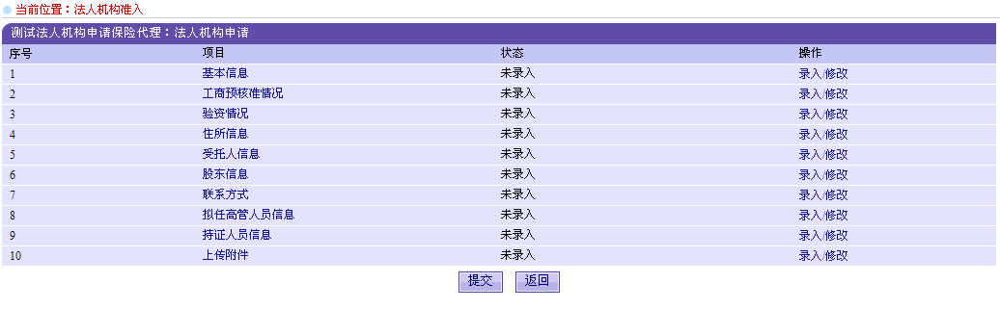 当前位置：法人机构准入
测试法人机构申请保险代理：法人机构申请
序号 项目 状态 操作
1 基本信息 未录入 录入/修改
2 工商预核准情况 未录入 录入/修改
3 验资情况 未录入 录入/修改
4 住所信息 未录入 录入/修改
5 受托人信息 未录入 录入/修改
6 股东信息 未录入 录入/修改
7 联系方式 未录入 录入/修改
8 拟任高管人员信息 未录入 录入/修改
9 持证人员信息 未录入 录入/修改
10 上传附件 未录入 录入/修改
提交 返回